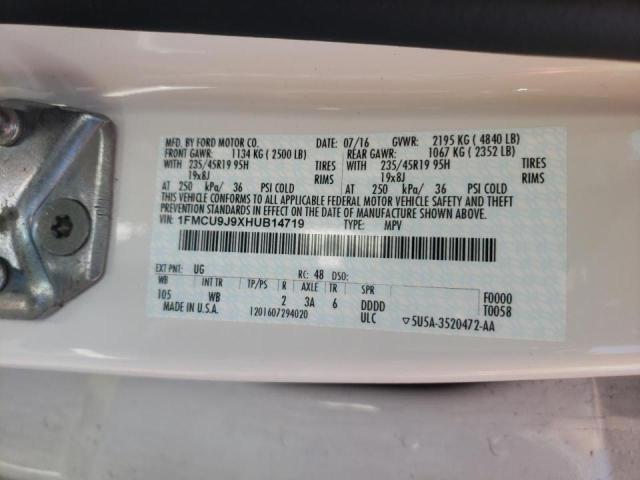 MFD. BY FORD MOTOR CO. DATE: 07/16 GVWR: 2195 KG ( 4840 LB)
FRONT GAWR: 1134 KG ( 2500 LB) REAR GAWR: 1067 KG ( 2352 LB)
WITH 235/45R19 95H TIRES WITH 235/45R19 95H TIRES
19x8J RIMS 19x8J RIMS
AT 250 kPa/ 36 PSI COLD AT 250 kPa/ 36 PSI COLD
THIS VEHICLE CONFORMS TO ALL APPLICABLE FEDERAL MOTOR VEHICLE SAFETY AND THEFT
PREVENTION STANDARDS IN EFFECT ON THE DATE OF MANUFACTURE SHOWN ABOVE.
VIN: 1FMCU9J9XHUB14719 TYPE: MPV
EXT PNT: UG RC: 48 DSO:
WB INT TR TP/PS R AXLE TR SPR
105 WB 2 3A 6 DDDD F0000
MADE IN U.S.A. 1201607294020 ULC T0058
▽5U5A-3520472-AA